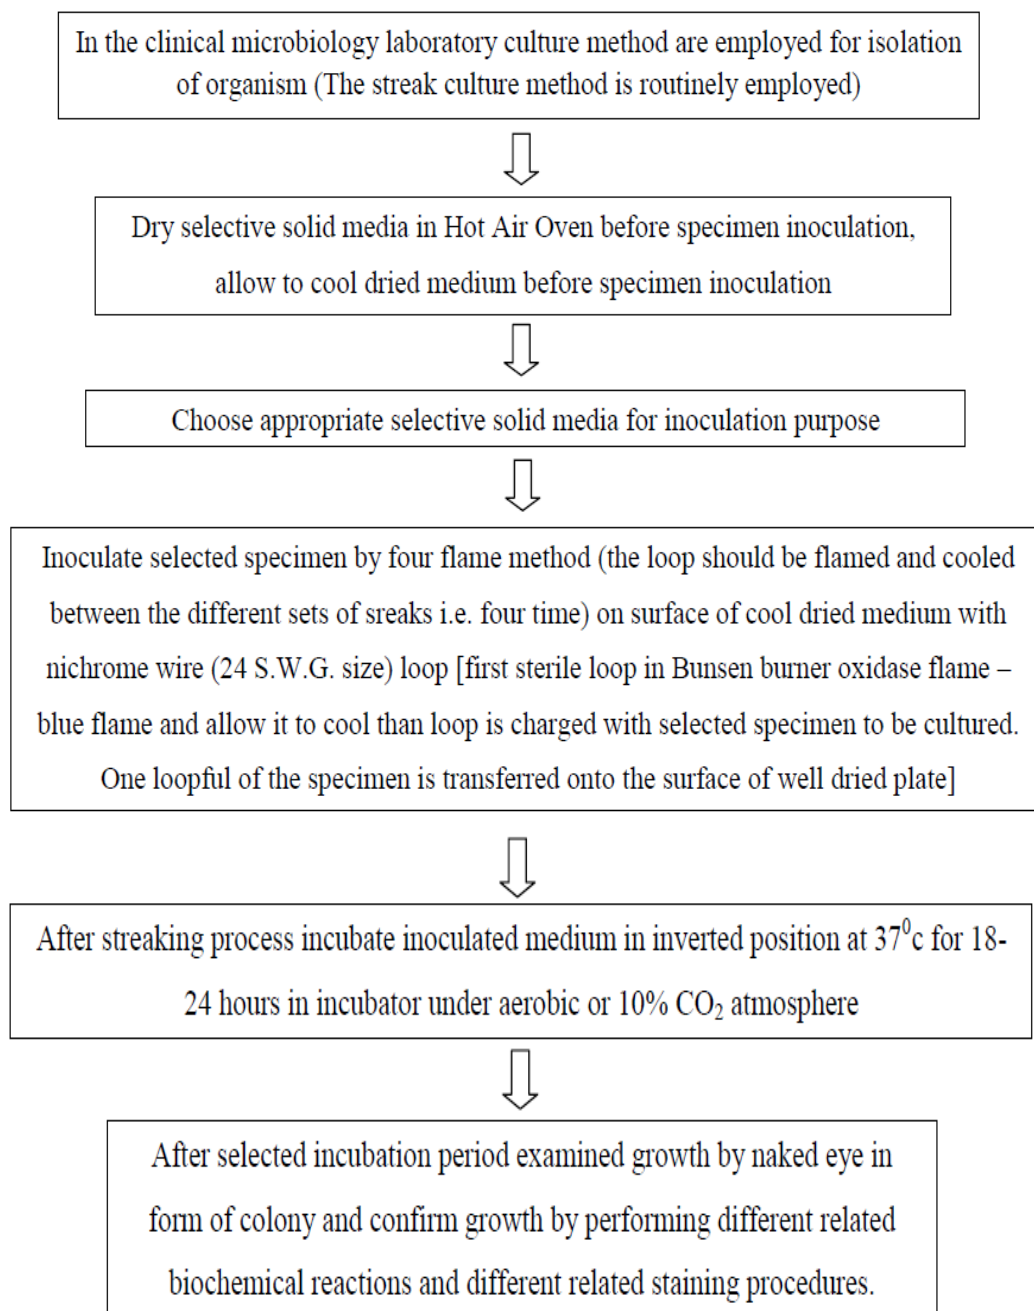 In the clinical microbiology laboratory culture method are employed for isolation
of organism (The streak culture method is routinely employed)
Dry selective solid media in Hot Air Oven before specimen inoculation,
allow to cool dried medium before specimen inoculation
Choose appropriate selective solid media for inoculation purpose
Inoculate selected specimen by four flame method (the loop should be flamed and cooled
between the different sets of sreaks i.e. four time) on surface of cool dried medium with
nichrome wire (24 S.W.G. size) loop [first sterile loop in Bunsen burner oxidase flame –
blue flame and allow it to cool than loop is charged with selected specimen to be cultured.
One loopful of the specimen is transferred onto the surface of well dried plate]
After streaking process incubate inoculated medium in inverted position at 37⁰c for 18-
24 hours in incubator under aerobic or 10% CO₂ atmosphere
After selected incubation period examined growth by naked eye in
form of colony and confirm growth by performing different related
biochemical reactions and different related staining procedures.